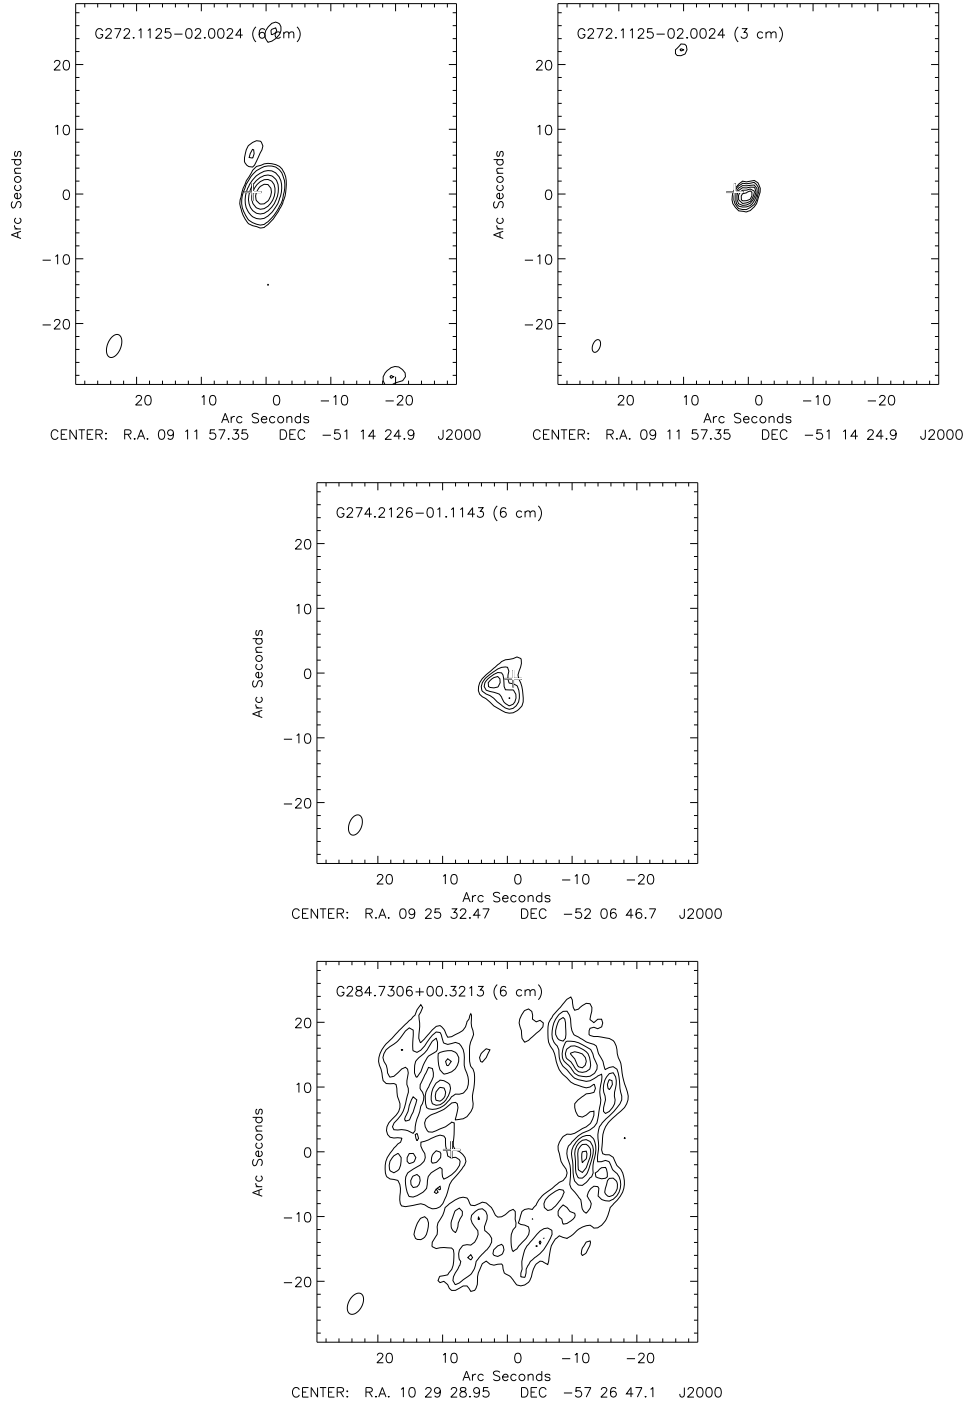 G272.1125−02.0024 (6 cm)
20
10
0
−10
−20
Arc Seconds
20 10 0 −10 −20
Arc Seconds
CENTER: R.A. 09 11 57.35 DEC −51 14 24.9 J2000
G272.1125−02.0024 (3 cm)
20
10
0
−10
−20
Arc Seconds
20 10 0 −10 −20
Arc Seconds
CENTER: R.A. 09 11 57.35 DEC −51 14 24.9 J2000
G274.2126−01.1143 (6 cm)
20
10
0
−10
−20
Arc Seconds
20 10 0 −10 −20
Arc Seconds
CENTER: R.A. 09 25 32.47 DEC −52 06 46.7 J2000
G284.7306+00.3213 (6 cm)
20
10
0
−10
−20
Arc Seconds
20 10 0 −10 −20
Arc Seconds
CENTER: R.A. 10 29 28.95 DEC −57 26 47.1 J2000